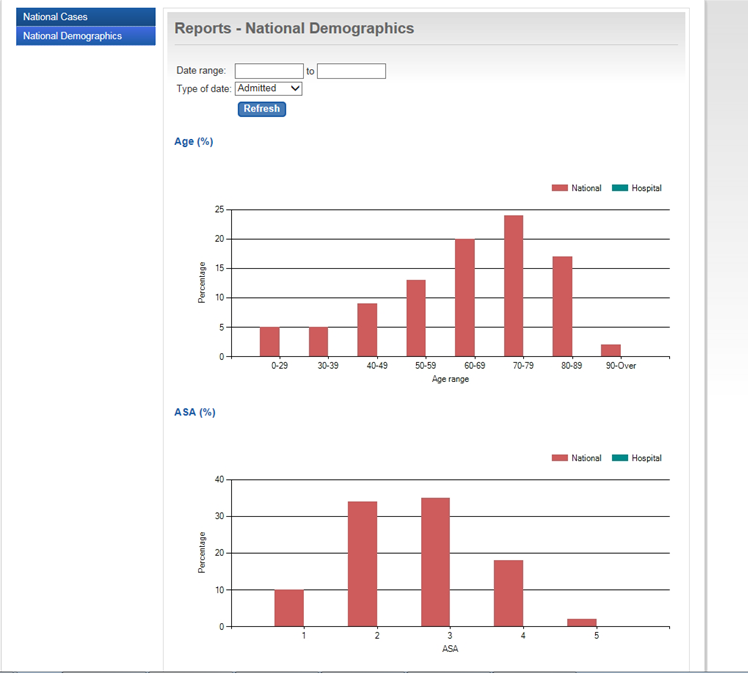 National Cases
National Demographics
Reports - National Demographics
Date range: to
Type of date: Admitted
Refresh
Age (%)
National Hospital
25
20
15
10
5
0
Percentage
0-29 30-39 40-49 50-59 60-69 70-79 80-89 90-Over
Age range
ASA (%)
National Hospital
40
30
20
10
0
Percentage
1 2 3 4 5
ASA